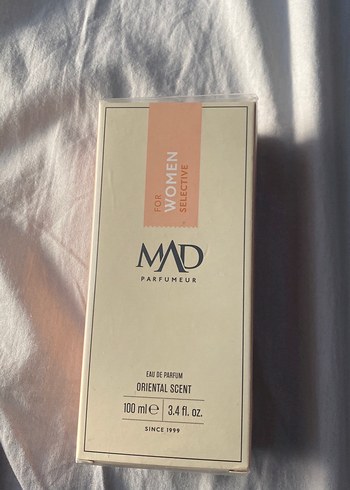 FOR
WOMEN
SELECTIVE
MAD
PARFUMEUR
EAU DE PARFUM
ORIENTAL SCENT
100 ml ℮ 3.4 fl. oz.
SINCE 1999